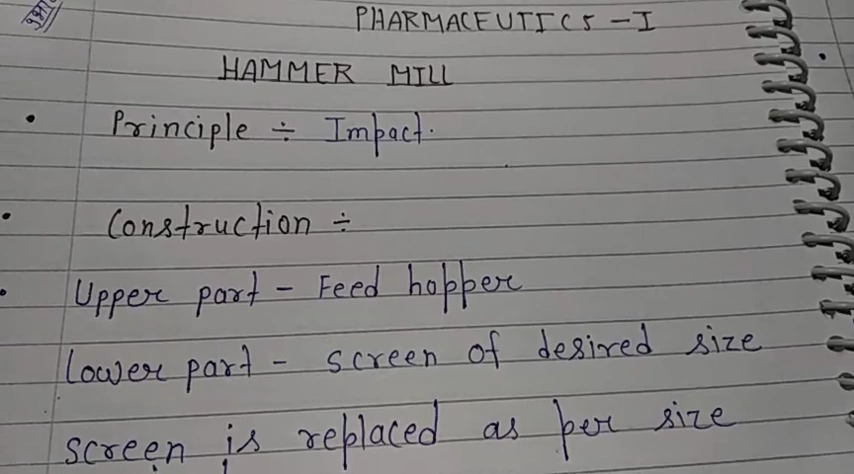 PHARMACEUTICS - I
HAMMER MILL
Principle ÷ Impact.
Construction ÷
Upper part - Feed hopper
Lower part - screen of desired size
screen is replaced as per size